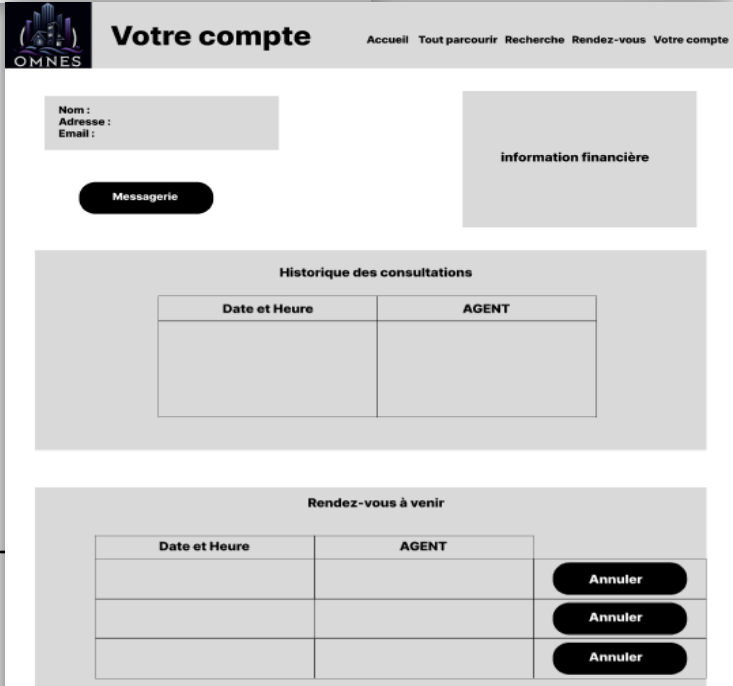 OMNES
Votre compte
Accueil Tout parcourir Recherche Rendez-vous Votre compte
Nom :
Adresse :
Email :
information financière
Messagerie
Historique des consultations
Date et Heure AGENT
Rendez-vous à venir
Date et Heure AGENT
Annuler
Annuler
Annuler